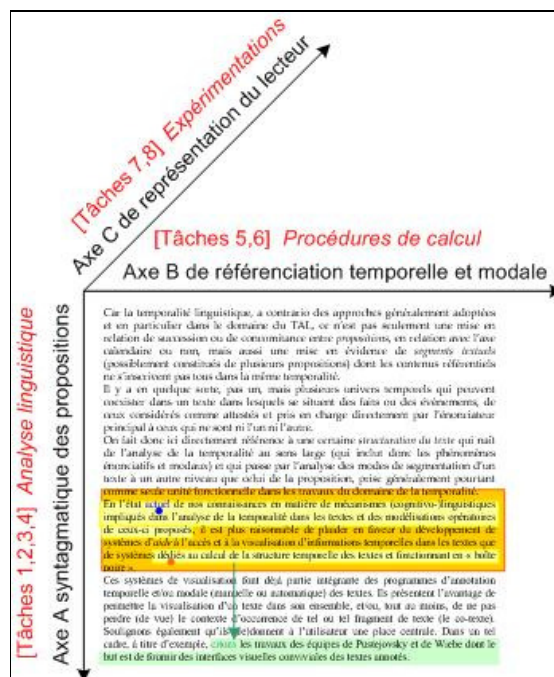 [Tâches 7,8] Expérimentations
Axe C de représentation du lecteur
[Tâches 5,6] Procédures de calcul
Axe B de référenciation temporelle et modale
[Tâches 1,2,3,4] Analyse linguistique
Axe A syntagmatique des propositions
Car la temporalité linguistique, a contrario des approches généralement adoptées
et en particulier dans le domaine du TAL, ce n'est pas seulement une mise en
relation de succession ou de concomitance entre propositions, en relation avec l'axe
calendaire ou non, mais aussi une mise en évidence de segments textuels
(possiblement constitués de plusieurs propositions) dont les contenus référentiels
ne s'inscrivent pas tous dans la même temporalité.
Il y a en quelque sorte, pas un, mais plusieurs univers temporels qui peuvent
coexister dans un texte dans lesquels se situent des faits ou des événements, de
ceux considérés comme attestés et pris en charge directement par l'énonciateur
principal à ceux qui ne sont ni l'un ni l'autre.
On fait donc ici directement référence à une certaine structuration du texte qui naît
de l'analyse de la temporalité au sens large (qui inclut donc les phénomènes
énonciatifs et modaux) et qui passe par l'analyse des modes de segmentation d'un
texte à un autre niveau que celui de la proposition, prise généralement pourtant
comme seule unité fonctionnelle dans les travaux du domaine de la temporalité.
En l'état actuel de nos connaissances en matière de mécanismes (cognitivo-)linguistiques
impliqués dans l'analyse de la temporalité dans les textes et des modélisations opératoires
de ceux-ci proposés, il est plus raisonnable de plaider en faveur du développement de
systèmes d'aide à l'accès et à la visualisation d'informations temporelles dans les textes que
de systèmes dédiés au calcul de la structure temporelle des textes et fonctionnant en « boîte
noire ».
Ces systèmes de visualisation font déjà partie intégrante des programmes d'annotation
temporelle et/ou modale (manuelle ou automatique) des textes. Ils présentent l'avantage de
permettre la visualisation d'un texte dans son ensemble, et/ou, tout au moins, de ne pas
perdre (de vue) le contexte d'occurrence de tel ou tel fragment de texte (le co-texte).
Soulignons également qu'ils (re)donnent à l'utilisateur une place centrale. Dans un tel
cadre, à titre d'exemple, citons les travaux des équipes de Pustejovsky et de Wiebe dont le
but est de fournir des interfaces visuelles conviviales des textes annotés.